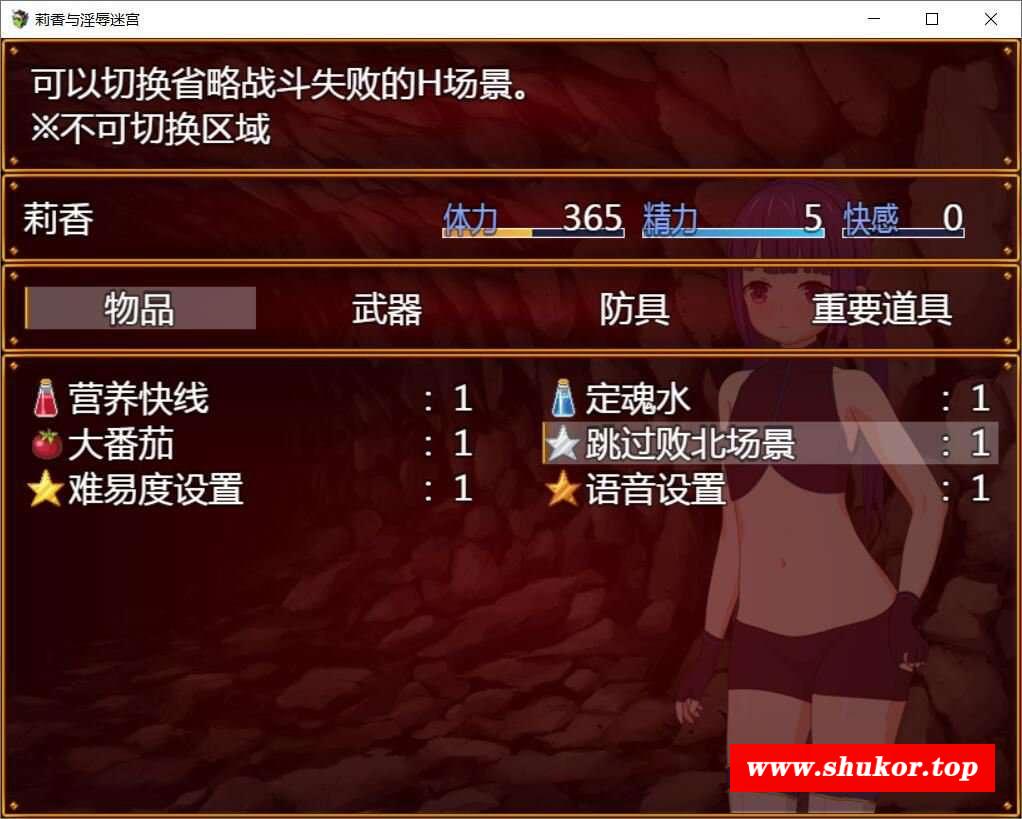 莉香与淫辱迷宫
可以切换省略战斗失败的H场景。
※不可切换区域
莉香 体力 365 精力 5 快感 0
物品 武器 防具 重要道具
营养快线 : 1 定魂水 : 1
大番茄 : 1 跳过败北场景 : 1
难易度设置 : 1 语音设置 : 1
www.shukor.top